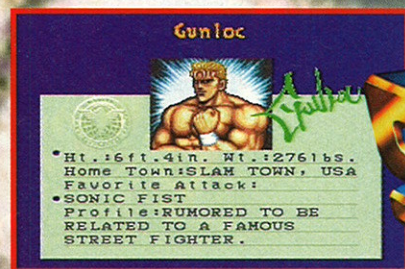 Gunloc
Ht.:6ft.4in. Wt.:276lbs.
Home Town:SLAM TOWN, USA
Favorite Attack:
SONIC FIST
Profile:RUMORED TO BE
RELATED TO A FAMOUS
STREET FIGHTER.